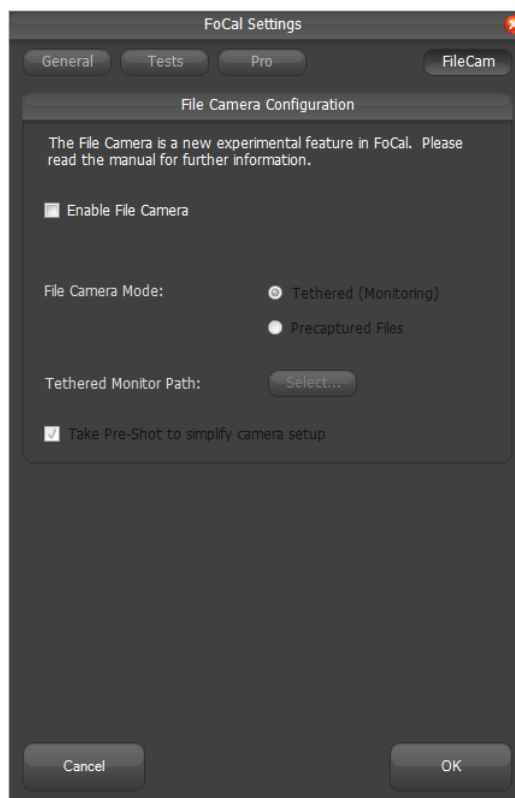 FoCal Settings
General Tests Pro FileCam
File Camera Configuration
The File Camera is a new experimental feature in FoCal. Please
read the manual for further information.
Enable File Camera
File Camera Mode: Tethered (Monitoring)
Precaptured Files
Tethered Monitor Path: Select...
Take Pre-Shot to simplify camera setup
Cancel OK